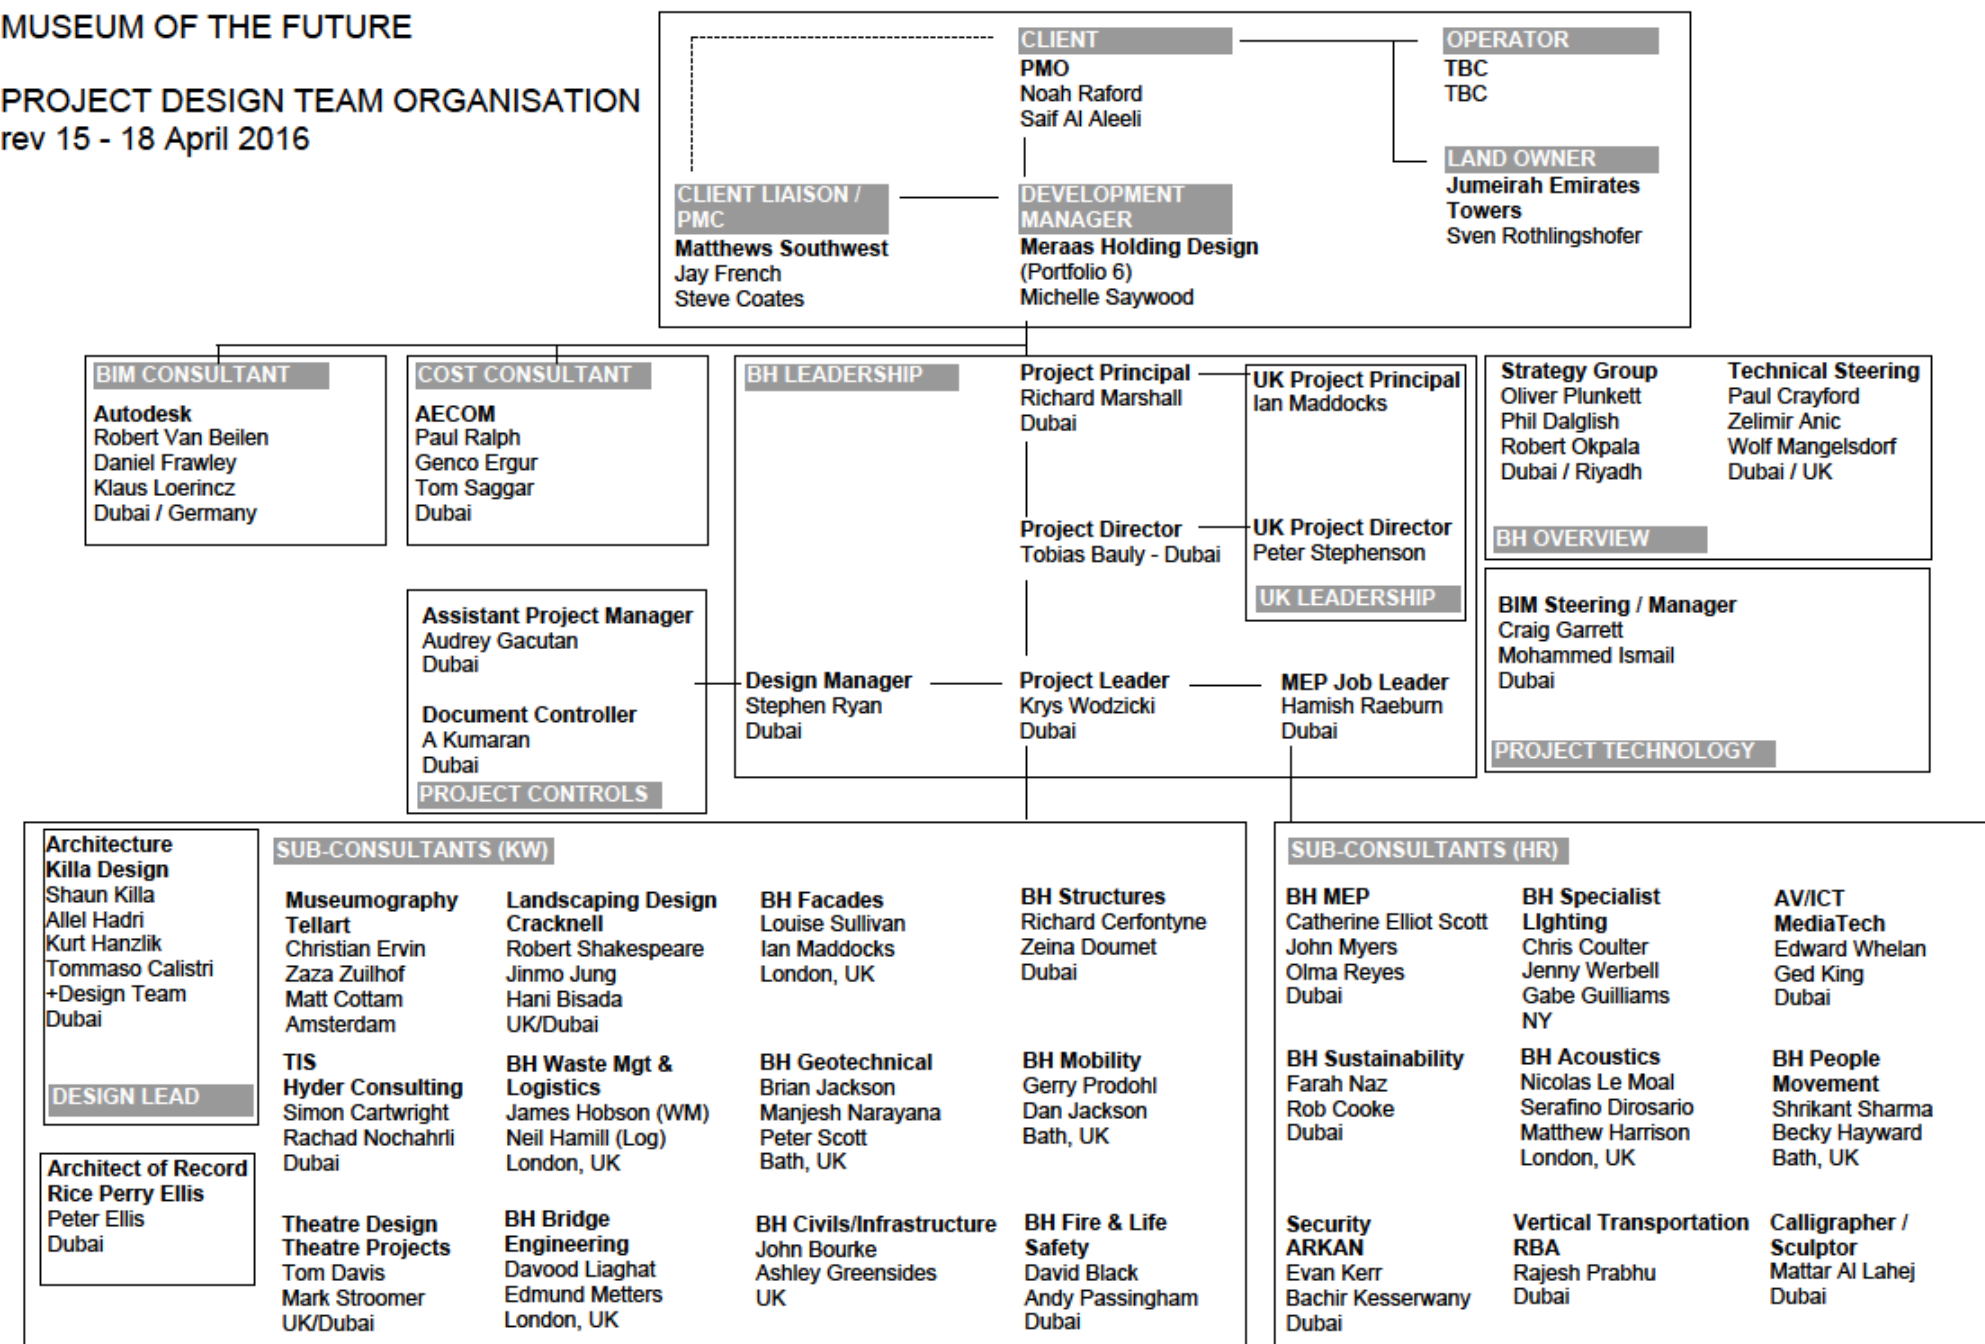 MUSEUM OF THE FUTURE
PROJECT DESIGN TEAM ORGANISATION
rev 15 - 18 April 2016
CLIENT
PMO
Noah Raford
Saif Al Aleeli
OPERATOR
TBC
TBC
LAND OWNER
Jumeirah Emirates
Towers
Sven Rothlingshofer
CLIENT LIAISON /
PMC
Matthews Southwest
Jay French
Steve Coates
DEVELOPMENT
MANAGER
Meraas Holding Design
(Portfolio 6)
Michelle Saywood
BIM CONSULTANT
Autodesk
Robert Van Beilen
Daniel Frawley
Klaus Loerincz
Dubai / Germany
COST CONSULTANT
AECOM
Paul Ralph
Genco Ergur
Tom Saggar
Dubai
BH LEADERSHIP
Project Principal
Richard Marshall
Dubai
UK Project Principal
Ian Maddocks
Project Director
Tobias Bauly - Dubai
UK Project Director
Peter Stephenson
UK LEADERSHIP
Strategy Group
Oliver Plunkett
Phil Dalglish
Robert Okpala
Dubai / Riyadh
Technical Steering
Paul Crayford
Zelimir Anic
Wolf Mangelsdorf
Dubai / UK
BH OVERVIEW
Assistant Project Manager
Audrey Gacutan
Dubai
Document Controller
A Kumaran
Dubai
PROJECT CONTROLS
Design Manager
Stephen Ryan
Dubai
Project Leader
Krys Wodzicki
Dubai
MEP Job Leader
Hamish Raeburn
Dubai
BIM Steering / Manager
Craig Garrett
Mohammed Ismail
Dubai
PROJECT TECHNOLOGY
Architecture
Killa Design
Shaun Killa
Allel Hadri
Kurt Hanzlik
Tommaso Calistri
+Design Team
Dubai
DESIGN LEAD
Architect of Record
Rice Perry Ellis
Peter Ellis
Dubai
SUB-CONSULTANTS (KW)
Museumography
Tellart
Christian Ervin
Zaza Zuilhof
Matt Cottam
Amsterdam
Landscaping Design
Cracknell
Robert Shakespeare
Jinmo Jung
Hani Bisada
UK/Dubai
BH Facades
Louise Sullivan
Ian Maddocks
London, UK
BH Structures
Richard Cerfontyne
Zeina Doumet
Dubai
TIS
Hyder Consulting
Simon Cartwright
Rachad Nochahrli
Dubai
BH Waste Mgt &
Logistics
James Hobson (WM)
Neil Hamill (Log)
London, UK
BH Geotechnical
Brian Jackson
Manjesh Narayana
Peter Scott
Bath, UK
BH Mobility
Gerry Prodohl
Dan Jackson
Bath, UK
Theatre Design
Theatre Projects
Tom Davis
Mark Stroomer
UK/Dubai
BH Bridge
Engineering
Davood Liaghat
Edmund Metters
London, UK
BH Civils/Infrastructure
John Bourke
Ashley Greensides
UK
BH Fire & Life
Safety
David Black
Andy Passingham
Dubai
SUB-CONSULTANTS (HR)
BH MEP
Catherine Elliot Scott
John Myers
Olma Reyes
Dubai
BH Specialist
LIghting
Chris Coulter
Jenny Werbell
Gabe Guilliams
NY
AV/ICT
MediaTech
Edward Whelan
Ged King
Dubai
BH Sustainability
Farah Naz
Rob Cooke
Dubai
BH Acoustics
Nicolas Le Moal
Serafino Dirosario
Matthew Harrison
London, UK
BH People
Movement
Shrikant Sharma
Becky Hayward
Bath, UK
Security
ARKAN
Evan Kerr
Bachir Kesserwany
Dubai
Vertical Transportation
RBA
Rajesh Prabhu
Dubai
Calligrapher /
Sculptor
Mattar Al Lahej
Dubai